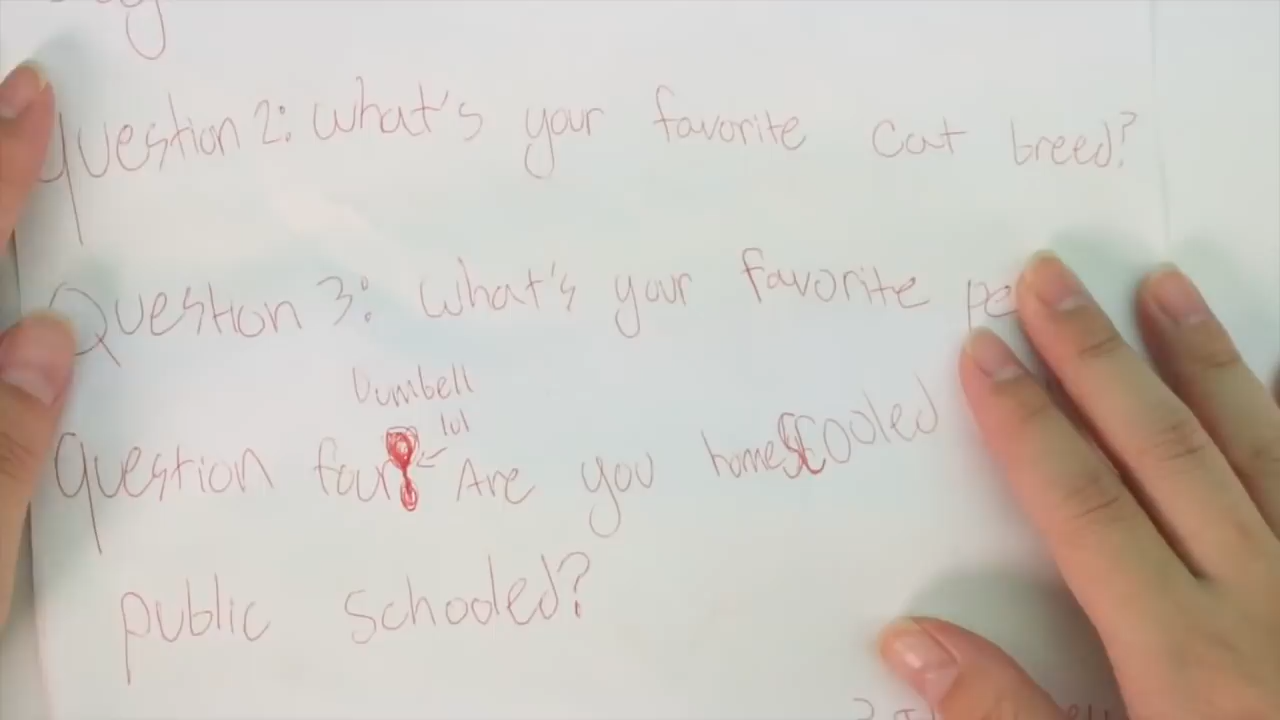 Question 2: What's your favorite cat breed?
Question 3: What's your favorite pe
Dumbell
lol
Question four: Are you homescooled
public schooled?